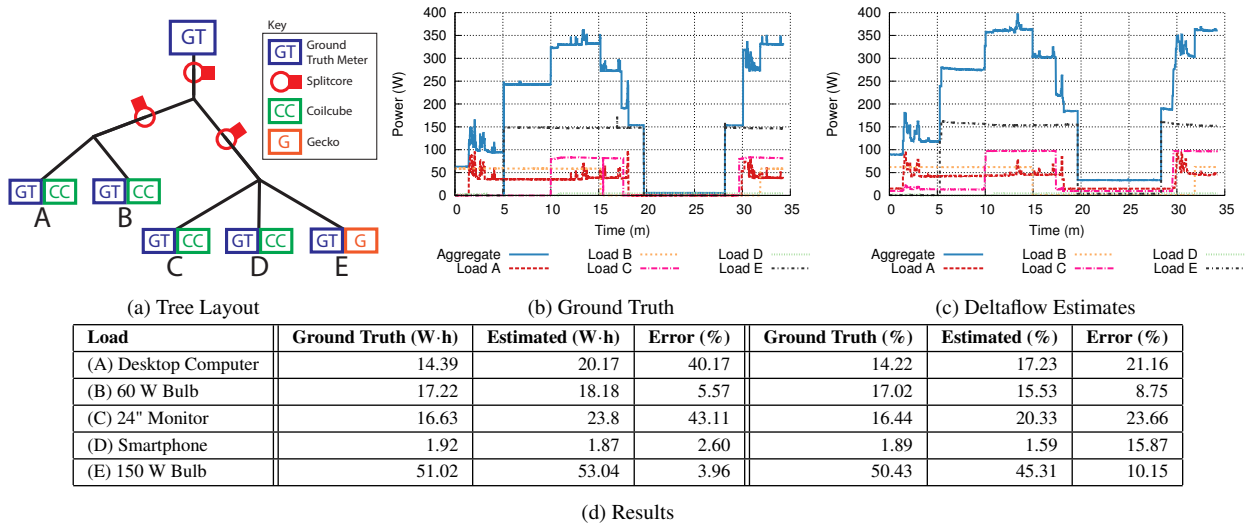 GT
GT CC
A
GT CC
B
GT CC
C
GT CC
D
GT G
E
Key
GT Ground Truth Meter
Splitcore
CC Coilcube
G Gecko
(a) Tree Layout
Power (W)
400
350
300
250
200
150
100
50
0
0 5 10 15 20 25 30 35
Time (m)
Aggregate Load B Load D
Load A Load C Load E
(b) Ground Truth
Power (W)
400
350
300
250
200
150
100
50
0
0 5 10 15 20 25 30 35
Time (m)
Aggregate Load B Load D
Load A Load C Load E
(c) Deltaflow Estimates
Load Ground Truth (W·h) Estimated (W·h) Error (%) Ground Truth (%) Estimated (%) Error (%)
(A) Desktop Computer 14.39 20.17 40.17 14.22 17.23 21.16
(B) 60 W Bulb 17.22 18.18 5.57 17.02 15.53 8.75
(C) 24" Monitor 16.63 23.8 43.11 16.44 20.33 23.66
(D) Smartphone 1.92 1.87 2.60 1.89 1.59 15.87
(E) 150 W Bulb 51.02 53.04 3.96 50.43 45.31 10.15
(d) Results